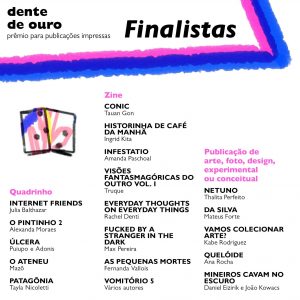 dente
de ouro
prêmio para publicações impressas
Finalistas
Quadrinho
INTERNET FRIENDS
Julia Balthazar
O PINTINHO 2
Alexandra Moraes
ÚLCERA
Fuiupo e Adonis
O ATENEU
Mazô
PATAGÔNIA
Tayla Nicoletti
Zine
CONIC
Tauan Gon
HISTORINHA DE CAFÉ
DA MANHÃ
Ingrid Kita
INFESTATIO
Amanda Paschoal
VISÕES
FANTASMAGÓRICAS DO
OUTRO VOL. I
Truque
EVERYDAY THOUGHTS
ON EVERYDAY THINGS
Rachel Denti
FUCKED BY A
STRANGER IN THE
DARK
Max Pereira
AS PEQUENAS MORTES
Fernanda Vallois
VOMITÓRIO 5
Vários autores
Publicação de
arte, foto, design,
experimental
ou conceitual
NETUNO
Thalita Perfeito
DA SILVA
Mateus Forte
VAMOS COLECIONAR
ARTE?
Kabe Rodríguez
QUELÓIDE
Ana Rocha
MINEIROS CAVAM NO
ESCURO
Daniel Eizirik e João Kowacs